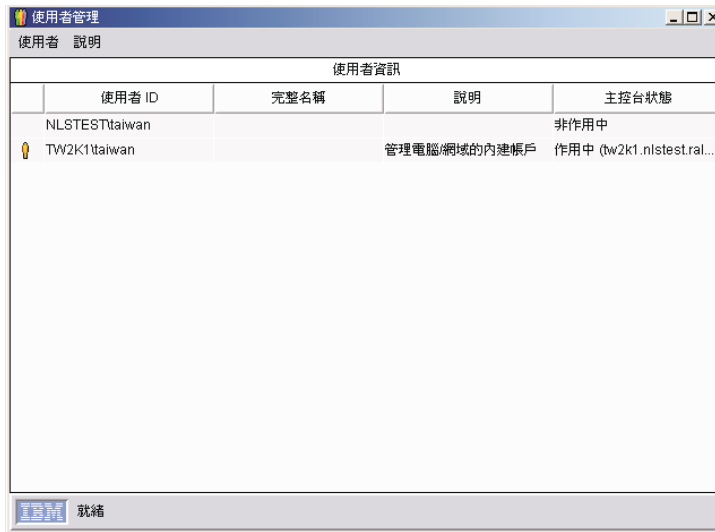 使用者管理
使用者 說明
使用者資訊
使用者 ID 完整名稱 說明 主控台狀態
NLSTEST\taiwan 非作用中
TW2K1\taiwan 管理電腦/網域的內建帳戶 作用中 (tw2k1.nlstest.ral...
IBM 就緒